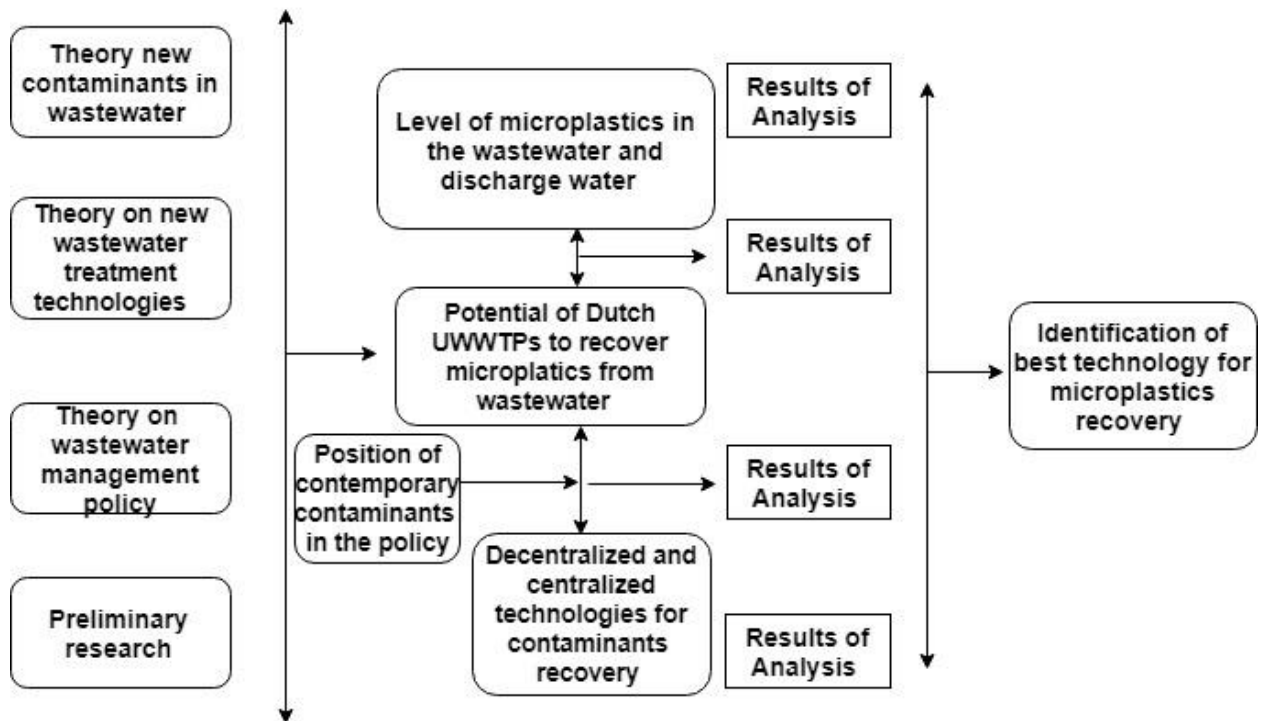 Theory new
contaminants in
wastewater
Theory on new
wastewater
treatment
technologies
Theory on
wastewater
management
policy
Preliminary
research
Level of microplastics in
the wastewater and
discharge water
Potential of Dutch
UWWTPs to recover
microplatics from
wastewater
Position of
contemporary
contaminants
in the policy
Decentralized and
centralized
technologies for
contaminants
recovery
Results of
Analysis
Results of
Analysis
Results of
Analysis
Results of
Analysis
Identification of
best technology for
microplastics
recovery